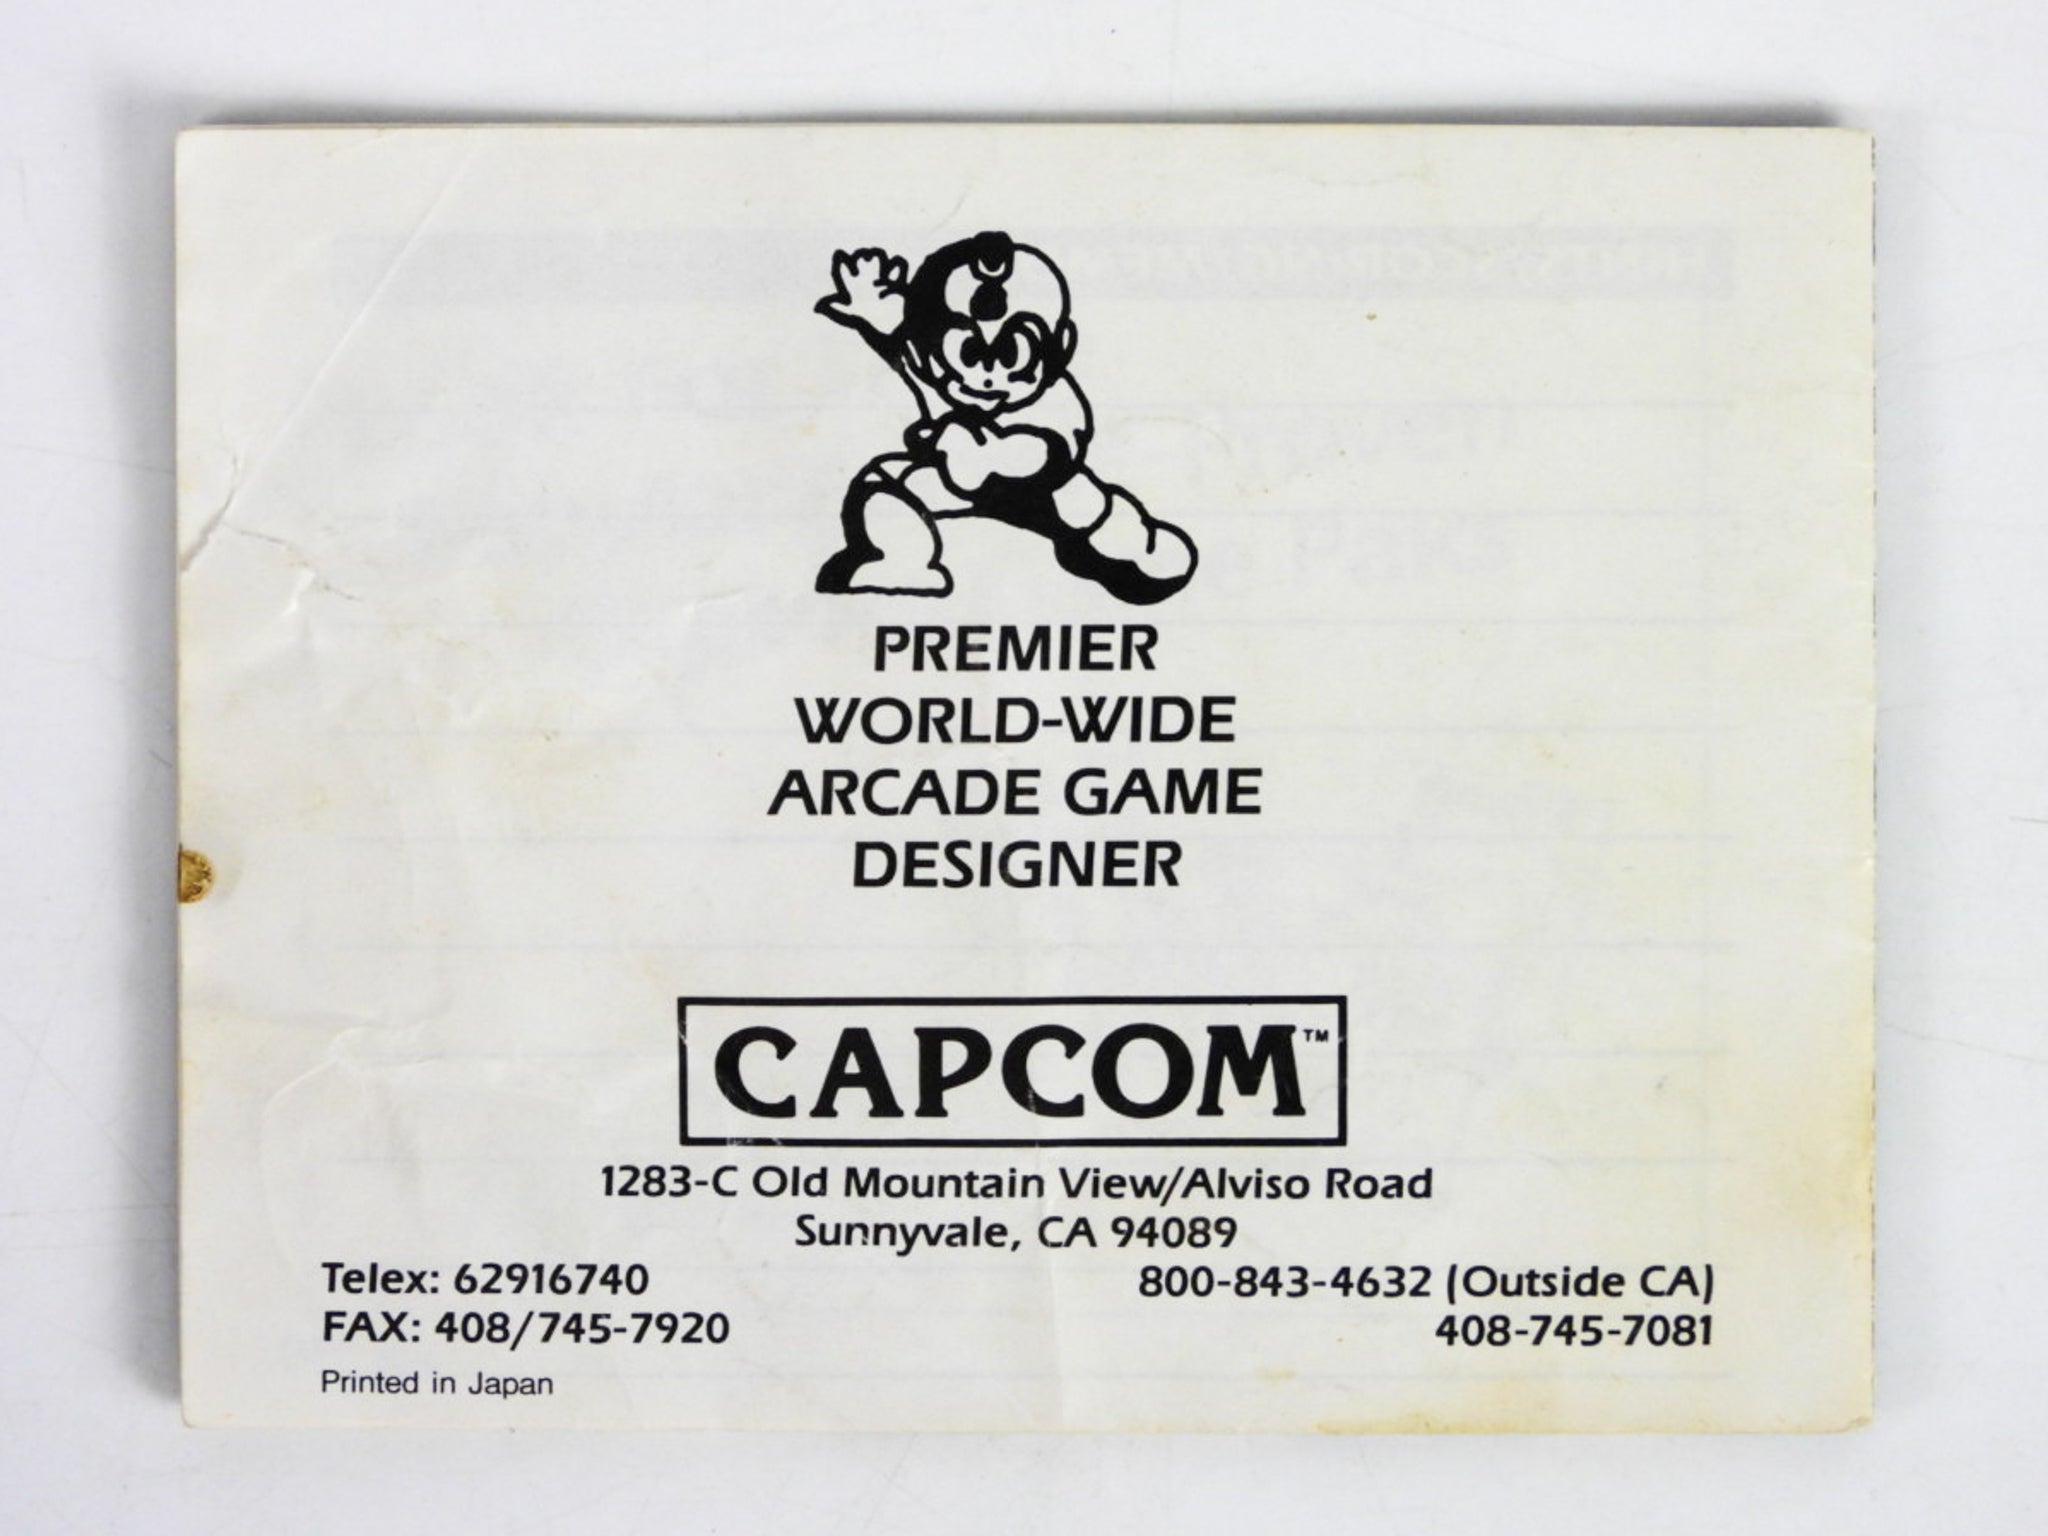 PREMIER
WORLD-WIDE
ARCADE GAME
DESIGNER
CAPCOM™
1283-C Old Mountain View/Alviso Road
Sunnyvale, CA 94089
Telex: 62916740
800-843-4632 (Outside CA)
FAX: 408/745-7920
408-745-7081
Printed in Japan